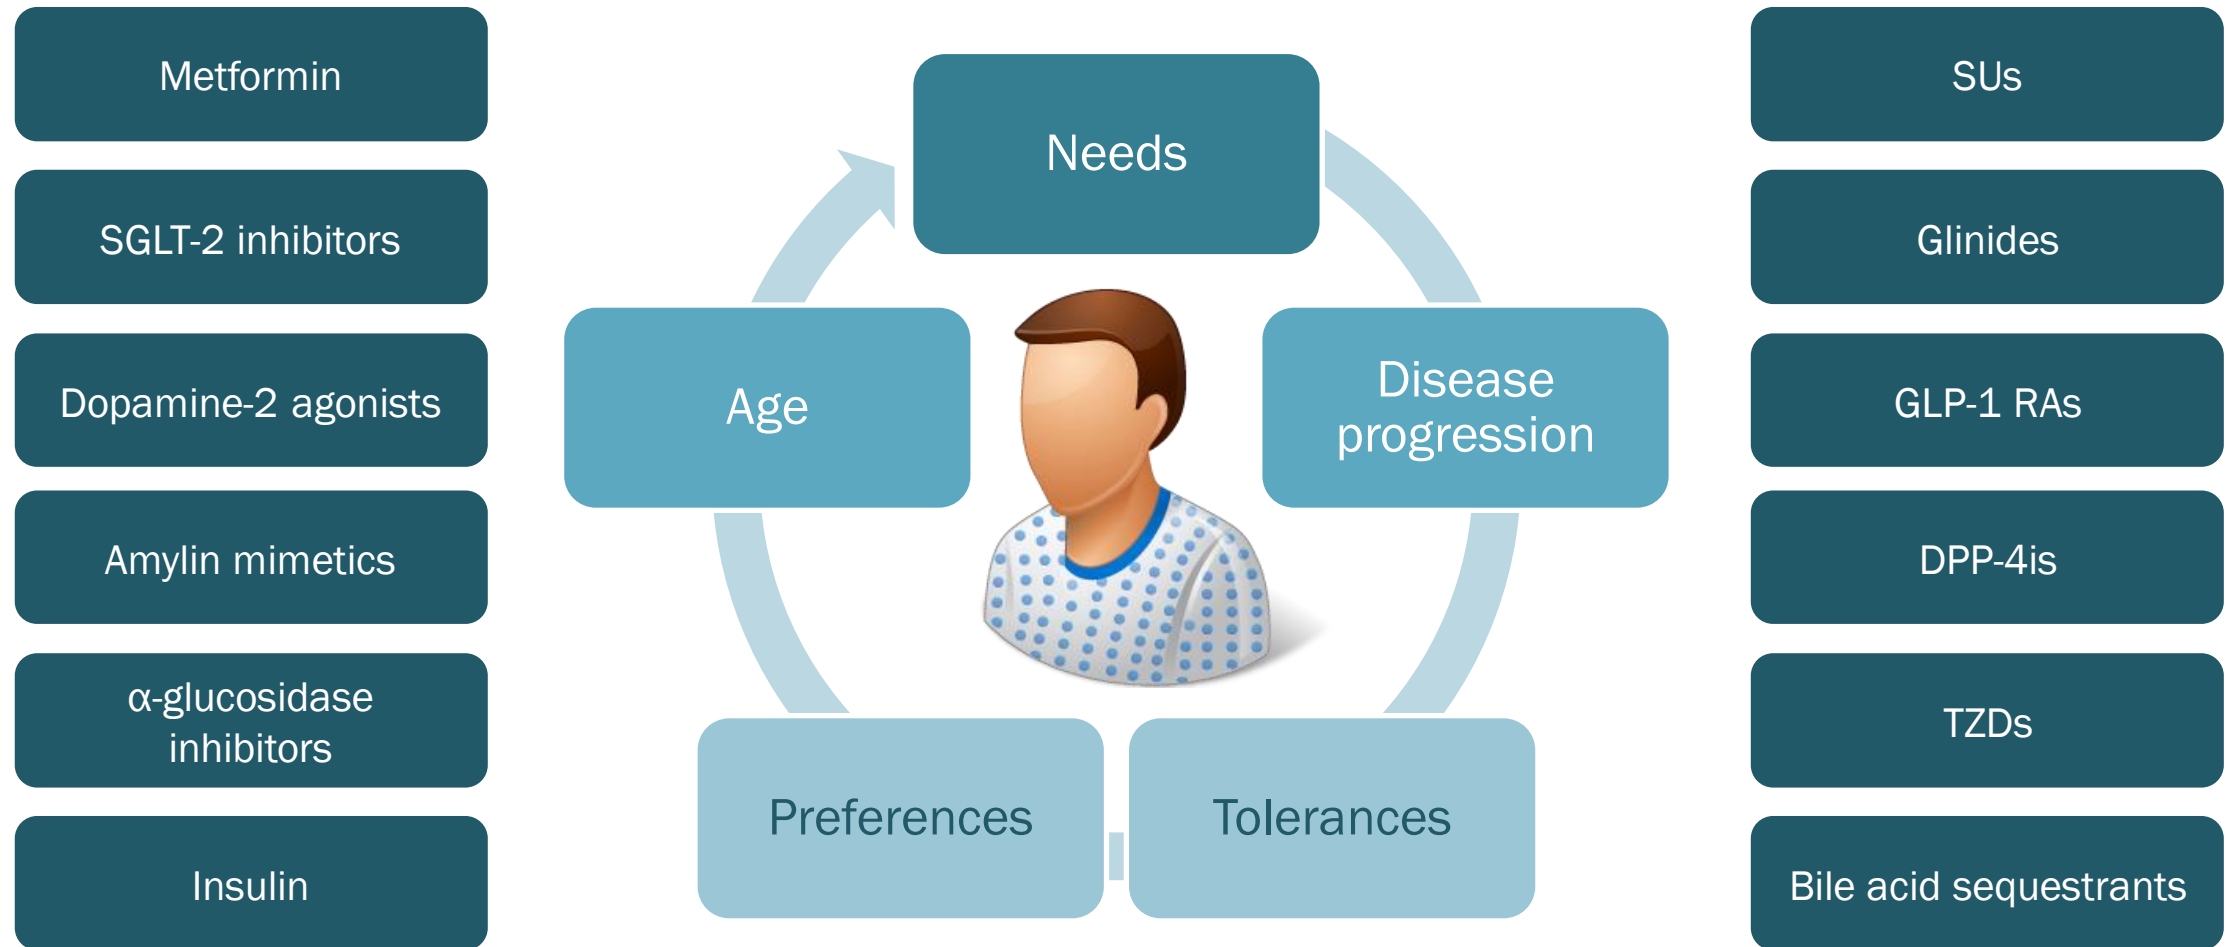 Metformin
SGLT-2 inhibitors
Dopamine-2 agonists
Amylin mimetics
α-glucosidase
inhibitors
Insulin
Needs
Age
Disease
progression
Preferences
Tolerances
SUs
Glinides
GLP-1 RAs
DPP-4is
TZDs
Bile acid sequestrants